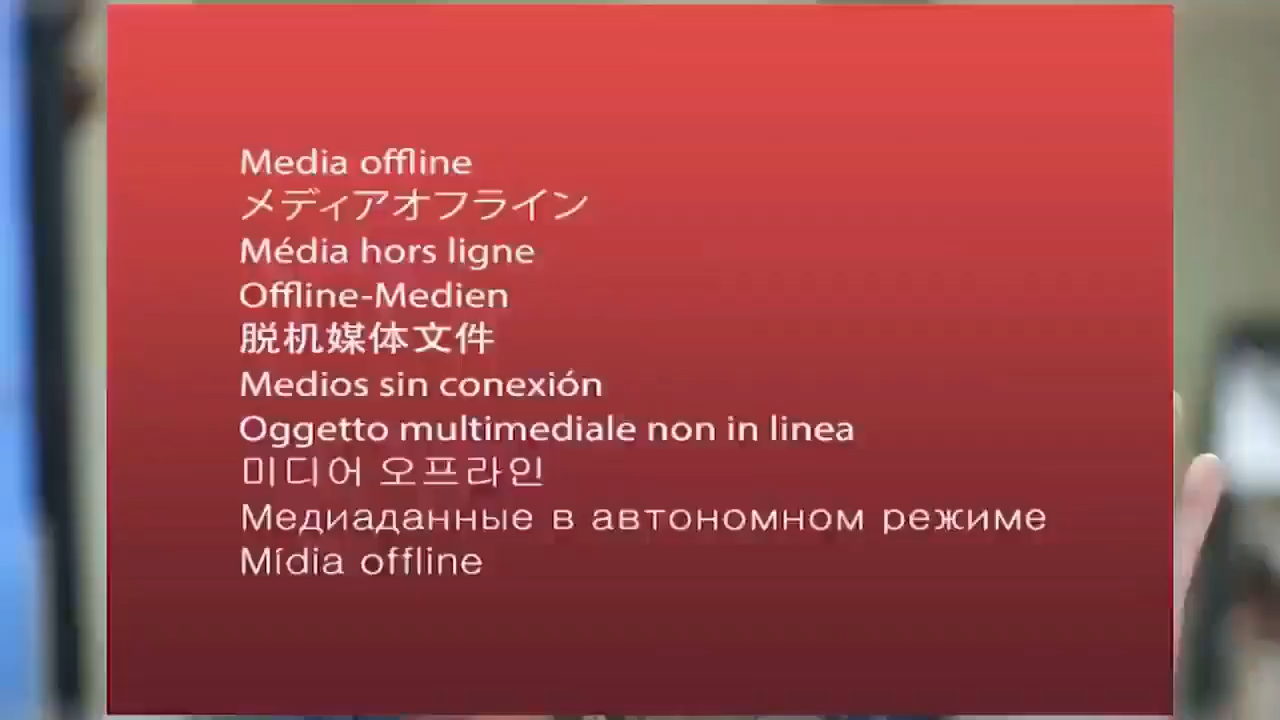 Media offline
メディアオフライン
Média hors ligne
Offline-Medien
脱机媒体文件
Medios sin conexión
Oggetto multimediale non in linea
미디어 오프라인
Медиаданные в автономном режиме
Mídia offline